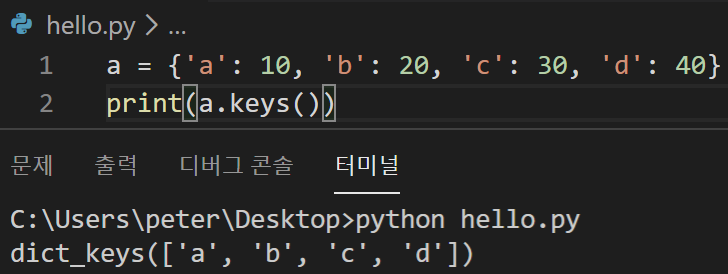 hello.py > ...
1 a = {'a': 10, 'b': 20, 'c': 30, 'd': 40}
2 print(a.keys())
문제 출력 디버그 콘솔 터미널
C:\Users\peter\Desktop>python hello.py
dict_keys(['a', 'b', 'c', 'd'])